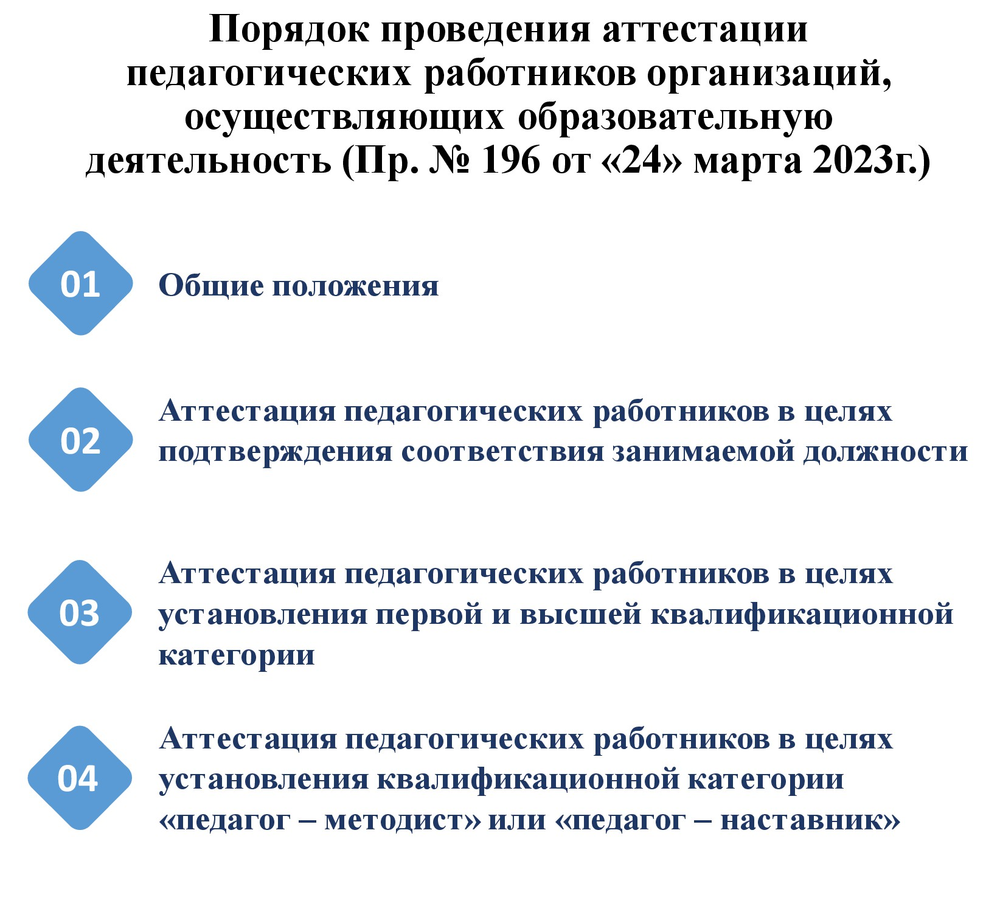 Порядок проведения аттестации
педагогических работников организаций,
осуществляющих образовательную
деятельность (Пр. № 196 от «24» марта 2023г.)
01
Общие положения
02
Аттестация педагогических работников в целях
подтверждения соответствия занимаемой должности
03
Аттестация педагогических работников в целях
установления первой и высшей квалификационной
категории
04
Аттестация педагогических работников в целях
установления квалификационной категории
«педагог – методист» или «педагог – наставник»